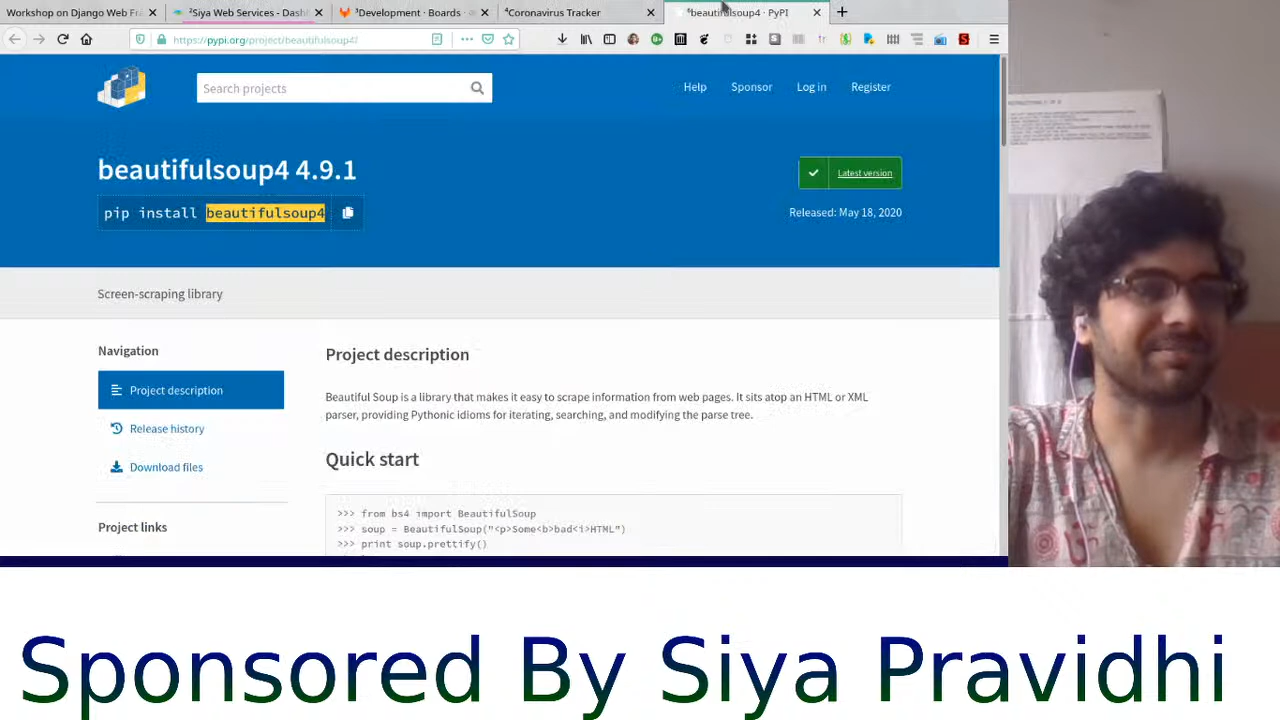 Workshop on Django Web Fra
²Siya Web Services - Dash
³Development · Boards ·
⁴Coronavirus Tracker
⁵beautifulsoup4 · PyPI
https://pypi.org/project/beautifulsoup4/
Search projects
Help
Sponsor
Log in
Register
beautifulsoup4 4.9.1
pip install beautifulsoup4
Latest version
Released: May 18, 2020
Screen-scraping library
Navigation
Project description
Release history
Download files
Project links
Project description
Beautiful Soup is a library that makes it easy to scrape information from web pages. It sits atop an HTML or XML
parser, providing Pythonic idioms for iterating, searching, and modifying the parse tree.
Quick start
>>> from bs4 import BeautifulSoup
>>> soup = BeautifulSoup("<p>Some<b>bad<i>HTML")
>>> print soup.prettify()
Sponsored By Siya Pravidhi